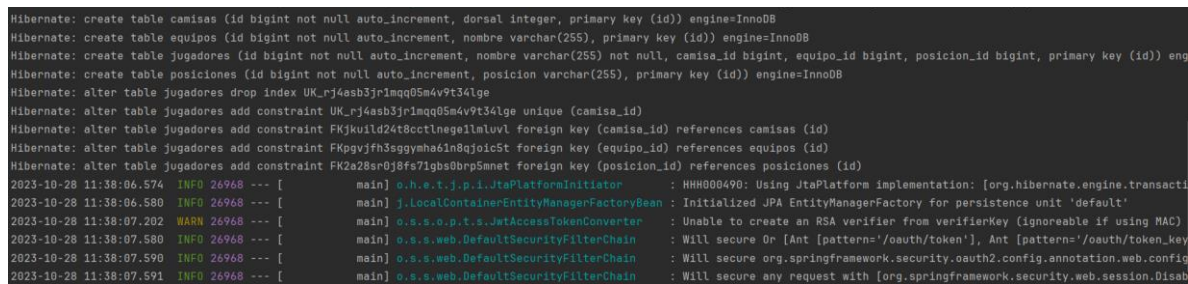 Hibernate: create table camisas (id bigint not null auto_increment, dorsal integer, primary key (id)) engine=InnoDB
Hibernate: create table equipos (id bigint not null auto_increment, nombre varchar(255), primary key (id)) engine=InnoDB
Hibernate: create table jugadores (id bigint not null auto_increment, nombre varchar(255) not null, camisa_id bigint, equipo_id bigint, posicion_id bigint, primary key (id)) eng
Hibernate: create table posiciones (id bigint not null auto_increment, posicion varchar(255), primary key (id)) engine=InnoDB
Hibernate: alter table jugadores drop index UK_rj4asb3jr1mqq05m4v9t34lge
Hibernate: alter table jugadores add constraint UK_rj4asb3jr1mqq05m4v9t34lge unique (camisa_id)
Hibernate: alter table jugadores add constraint FKjkuild24t8cctlnege1lmluvl foreign key (camisa_id) references camisas (id)
Hibernate: alter table jugadores add constraint FKpgvjfh3sggymha61n8qjoic5t foreign key (equipo_id) references equipos (id)
Hibernate: alter table jugadores add constraint FK2a28sr0j8fs71gbs0brp5mnet foreign key (posicion_id) references posiciones (id)
2023-10-28 11:38:06.574 INFO 26968 --- [ main] o.h.e.t.j.p.i.JtaPlatformInitiator : HHH000490: Using JtaPlatform implementation: [org.hibernate.engine.transacti
2023-10-28 11:38:06.580 INFO 26968 --- [ main] j.LocalContainerEntityManagerFactoryBean : Initialized JPA EntityManagerFactory for persistence unit 'default'
2023-10-28 11:38:07.202 WARN 26968 --- [ main] o.s.s.o.p.t.s.JwtAccessTokenConverter : Unable to create an RSA verifier from verifierKey (ignoreable if using MAC)
2023-10-28 11:38:07.580 INFO 26968 --- [ main] o.s.s.web.DefaultSecurityFilterChain : Will secure Or [Ant [pattern='/oauth/token'], Ant [pattern='/oauth/token_key
2023-10-28 11:38:07.590 INFO 26968 --- [ main] o.s.s.web.DefaultSecurityFilterChain : Will secure org.springframework.security.oauth2.config.annotation.web.config
2023-10-28 11:38:07.591 INFO 26968 --- [ main] o.s.s.web.DefaultSecurityFilterChain : Will secure any request with [org.springframework.security.web.session.Disab